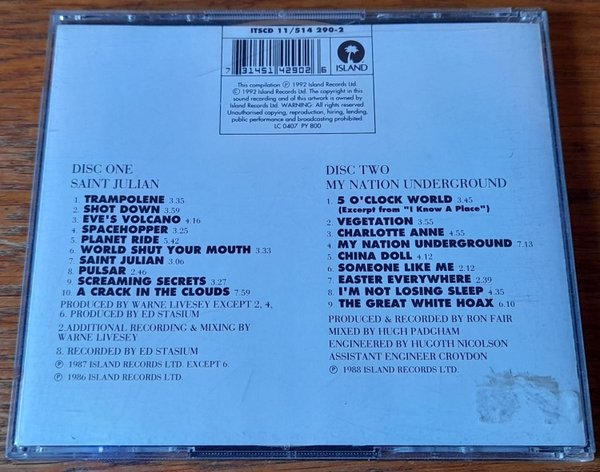 ITSCD 11/514 290-2
7 31451 42902 6
ISLAND
This compilation ℗ 1992 Island Records Ltd.
© 1992 Island Records Ltd. The copyright in this
sound recording and of this artwork is owned by
Island Records Ltd. WARNING: All rights reserved.
Unauthorised copying, reproduction, hiring, lending,
public performance and broadcasting prohibited.
LC 0407 PY 800
DISC ONE
SAINT JULIAN
1. TRAMPOLENE 3.35
2. SHOT DOWN 3.59
3. EVE'S VOLCANO 4.16
4. SPACEHOPPER 3.25
5. PLANET RIDE 5.42
6. WORLD SHUT YOUR MOUTH 3.33
7. SAINT JULIAN 3.06
8. PULSAR 2.46
9. SCREAMING SECRETS 3.27
10. A CRACK IN THE CLOUDS 7.59
PRODUCED BY WARNE LIVESEY EXCEPT 2, 4,
6. PRODUCED BY ED STASIUM
2.ADDITIONAL RECORDING & MIXING BY
WARNE LIVESEY
8. RECORDED BY ED STASIUM
℗ 1987 ISLAND RECORDS LTD. EXCEPT 6.
℗ 1986 ISLAND RECORDS LTD.
DISC TWO
MY NATION UNDERGROUND
1. 5 O'CLOCK WORLD 3.45
(Excerpt from "I Know A Place")
2. VEGETATION 3.55
3. CHARLOTTE ANNE 4.55
4. MY NATION UNDERGROUND 7.13
5. CHINA DOLL 4.12
6. SOMEONE LIKE ME 2.12
7. EASTER EVERYWHERE 2.39
8. I'M NOT LOSING SLEEP 4.35
9. THE GREAT WHITE HOAX 6.10
PRODUCED & RECORDED BY RON FAIR
MIXED BY HUGH PADGHAM
ENGINEERED BY HUGOTH NICOLSON
ASSISTANT ENGINEER CROYDON
℗ 1988 ISLAND RECORDS LTD.